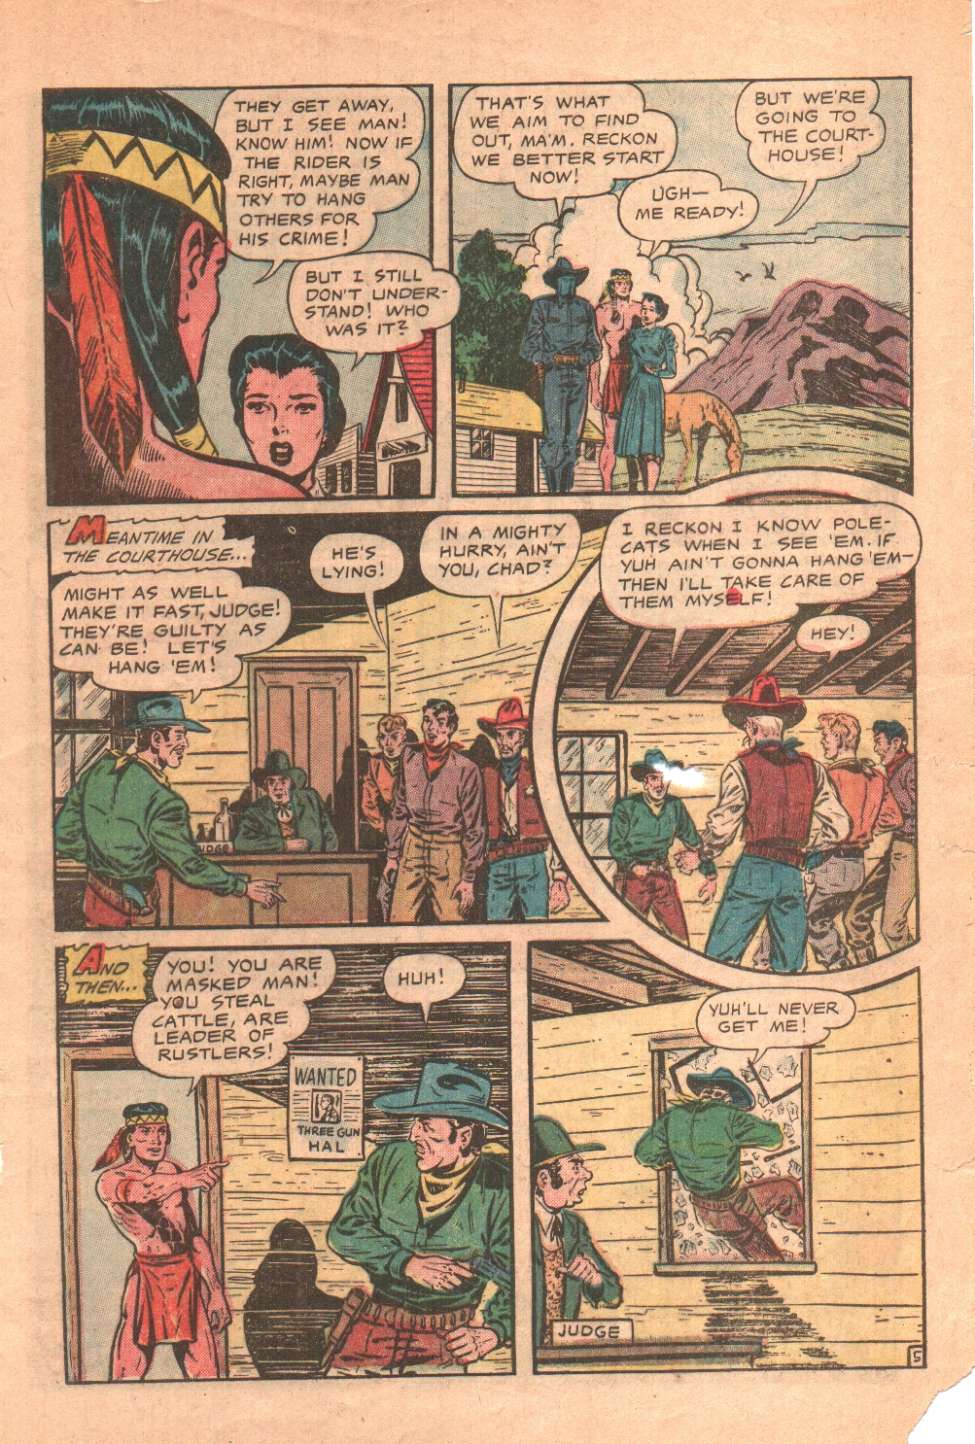 THEY GET AWAY,
BUT I SEE MAN!
KNOW HIM! NOW IF
THE RIDER IS
RIGHT, MAYBE MAN
TRY TO HANG
OTHERS FOR
HIS CRIME!
BUT I STILL
DON'T UNDER-
STAND! WHO
WAS IT?
THAT'S WHAT
WE AIM TO FIND
OUT, MA'M. RECKON
WE BETTER START
NOW!
UGH—
ME READY!
BUT WE'RE
GOING TO
THE COURT-
HOUSE!
MEANTIME IN
THE COURTHOUSE...
MIGHT AS WELL
MAKE IT FAST, JUDGE!
THEY'RE GUILTY AS
CAN BE! LET'S
HANG 'EM!
HE'S
LYING!
IN A MIGHTY
HURRY, AIN'T
YOU, CHAD?
JUDGE
I RECKON I KNOW POLE-
CATS WHEN I SEE 'EM. IF
YUH AIN'T GONNA HANG 'EM—
THEN I'LL TAKE CARE OF
THEM MYSELF!
HEY!
AND
THEN...
YOU! YOU ARE
MASKED MAN!
YOU STEAL
CATTLE, ARE
LEADER OF
RUSTLERS!
HUH!
WANTED
THREE GUN
HAL
YUH'LL NEVER
GET ME!
JUDGE
5